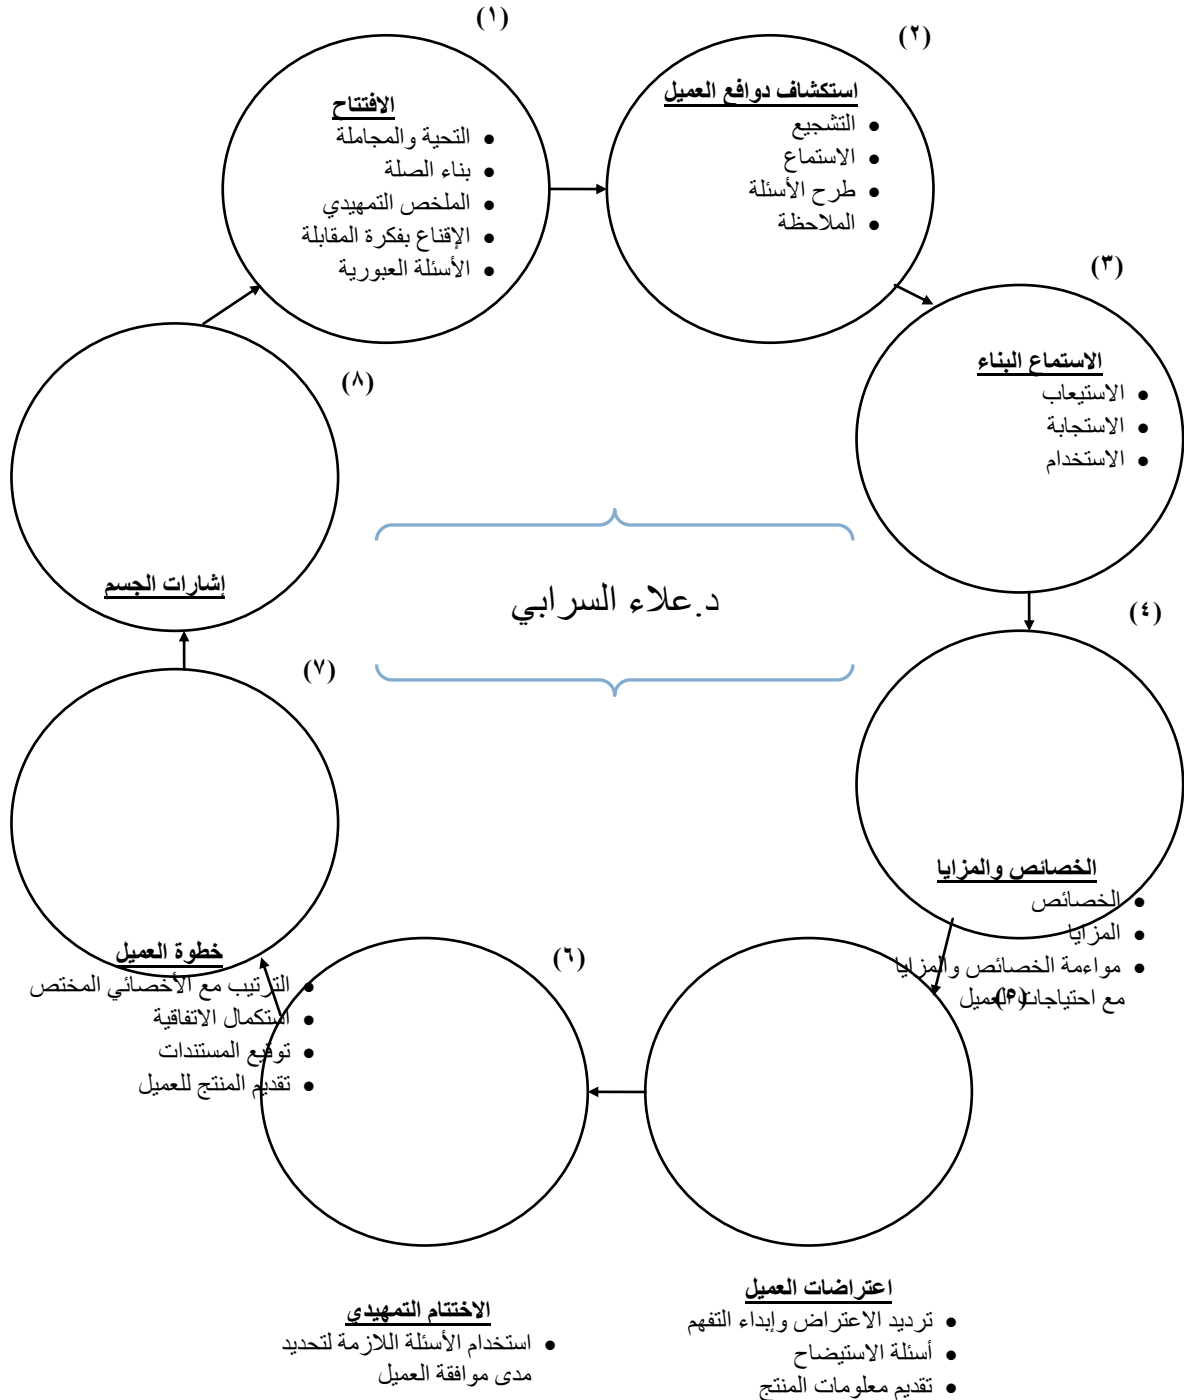 (١)
الافتتاح
• التحية والمجاملة
• بناء الصلة
• الملخص التمهيدي
• الإقناع بفكرة المقابلة
• الأسئلة العبورية
(٢)
استكشاف دوافع العميل
• التشجيع
• الاستماع
• طرح الأسئلة
• الملاحظة
(٣)
الاستماع البناء
• الاستيعاب
• الاستجابة
• الاستخدام
(٤)
الخصائص والمزايا
• الخصائص
• المزايا
• مواءمة الخصائص والمزايا
مع احتياجات العميل
(٥)
اعتراضات العميل
• ترديد الاعتراض وإبداء التفهم
• أسئلة الاستيضاح
• تقديم معلومات المنتج
(٦)
الاختتام التمهيدي
• استخدام الأسئلة اللازمة لتحديد
مدى موافقة العميل
(٧)
خطوة العميل
• الترتيب مع الأخصائي المختص
• استكمال الاتفاقية
• توقيع المستندات
• تقديم المنتج للعميل
(٨)
إشارات الجسم
د.علاء السرابي